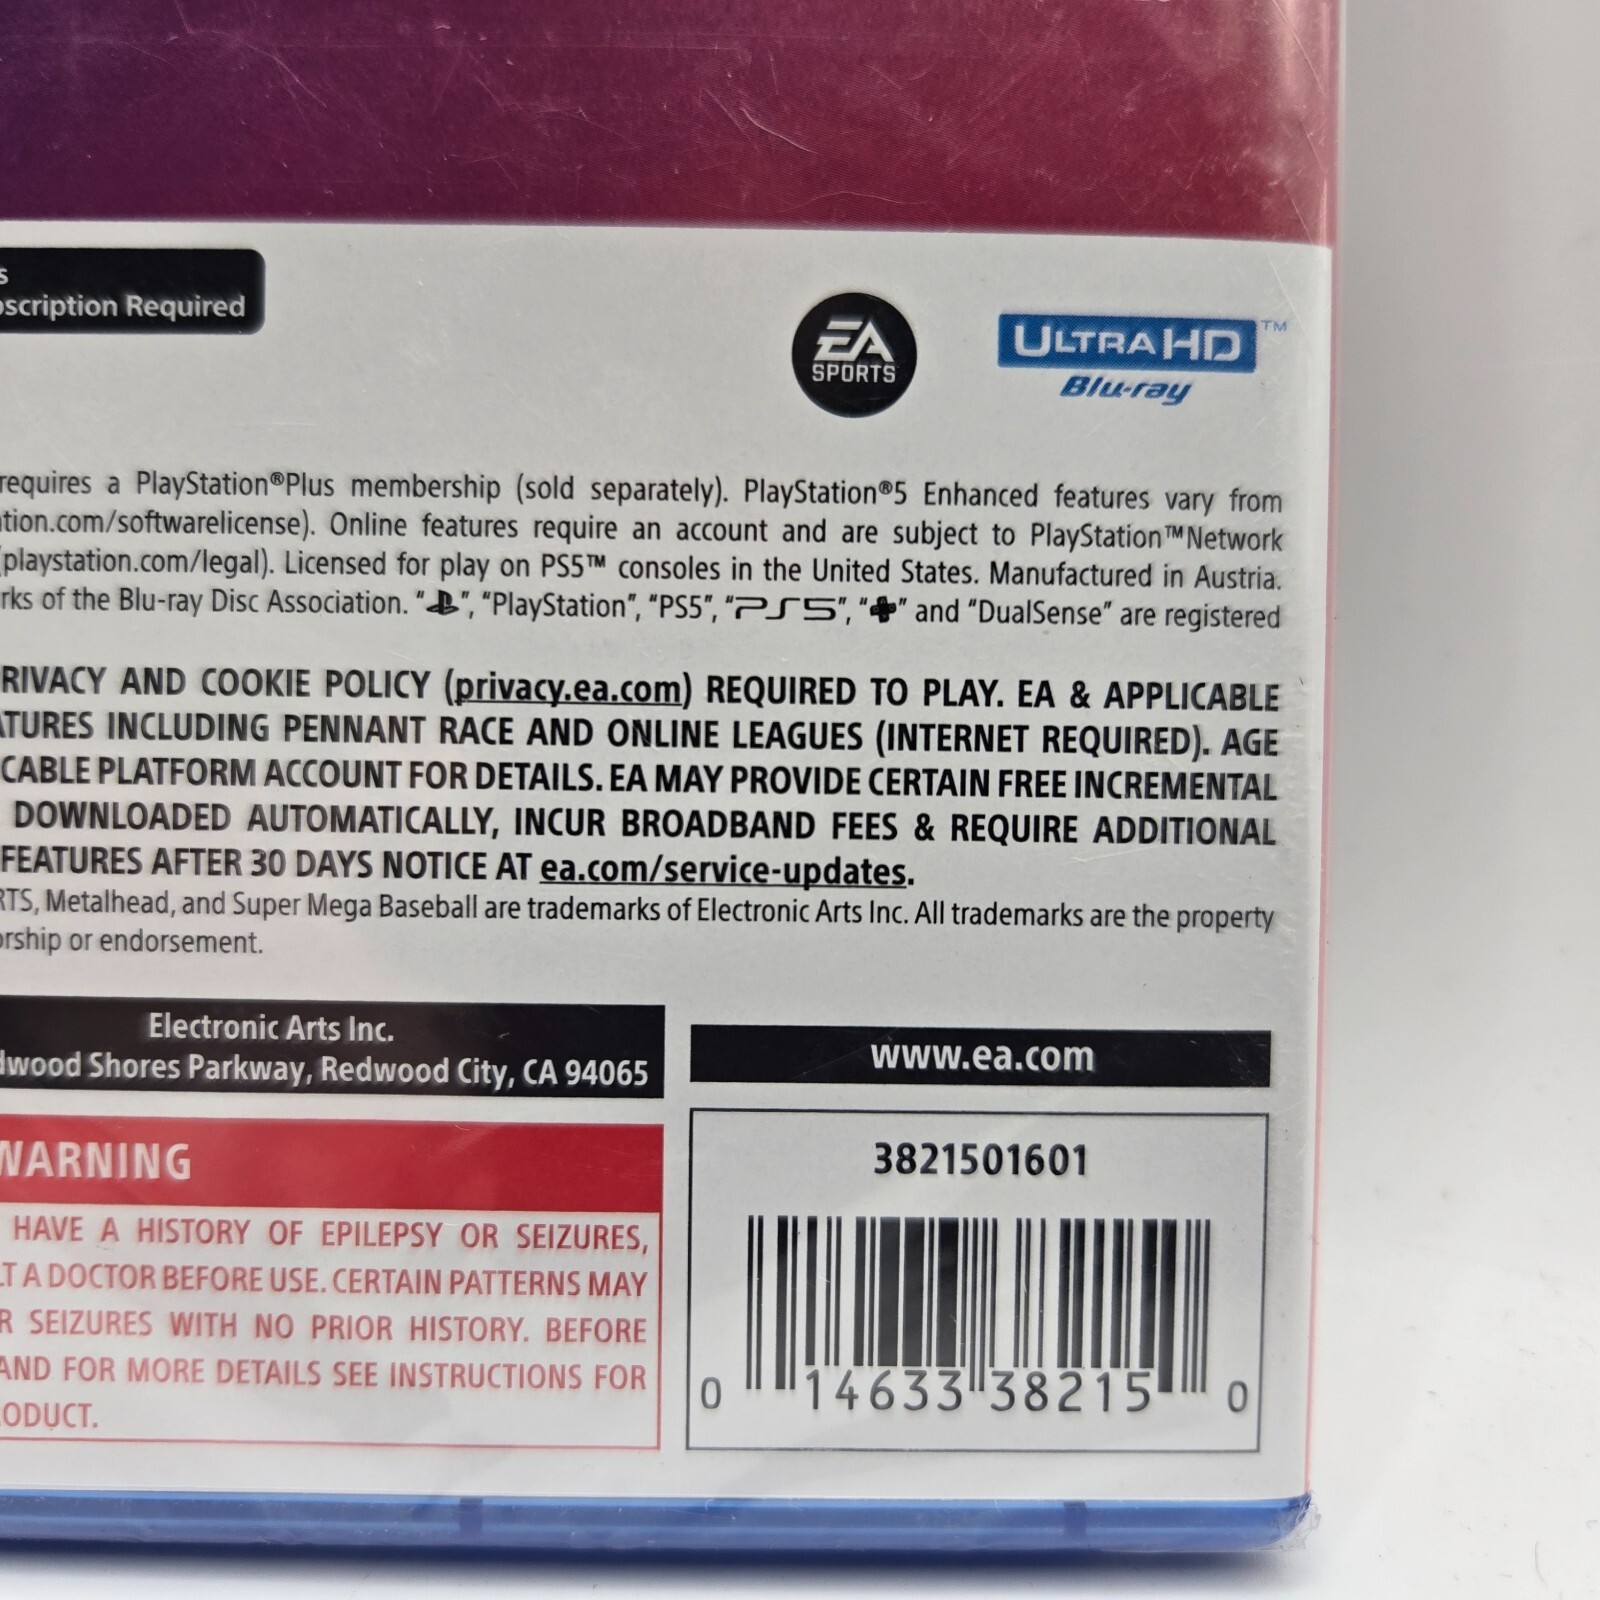 s
Required
EA
SPORTS
ULTRA HD™
Blu-ray
requires a PlayStation®Plus membership (sold separately). PlayStation®5 Enhanced features vary from
tion.com/softwarelicense). Online features require an account and are subject to PlayStation™Network
(playstation.com/legal). Licensed for play on PS5™ consoles in the United States. Manufactured in Austria.
rks of the Blu-ray Disc Association. “”, “PlayStation”, “PS5”, “PS5”, “” and “DualSense” are registered
RIVACY AND COOKIE POLICY (privacy.ea.com) REQUIRED TO PLAY. EA & APPLICABLE
ATURES INCLUDING PENNANT RACE AND ONLINE LEAGUES (INTERNET REQUIRED). AGE
CABLE PLATFORM ACCOUNT FOR DETAILS. EA MAY PROVIDE CERTAIN FREE INCREMENTAL
DOWNLOADED AUTOMATICALLY, INCUR BROADBAND FEES & REQUIRE ADDITIONAL
FEATURES AFTER 30 DAYS NOTICE AT ea.com/service-updates.
RTS, Metalhead, and Super Mega Baseball are trademarks of Electronic Arts Inc. All trademarks are the property
orship or endorsement.
Electronic Arts Inc.
dwood Shores Parkway, Redwood City, CA 94065
WARNING
HAVE A HISTORY OF EPILEPSY OR SEIZURES,
LT A DOCTOR BEFORE USE. CERTAIN PATTERNS MAY
R SEIZURES WITH NO PRIOR HISTORY. BEFORE
AND FOR MORE DETAILS SEE INSTRUCTIONS FOR
ODUCT.
www.ea.com
3821501601
0 14633 38215 0